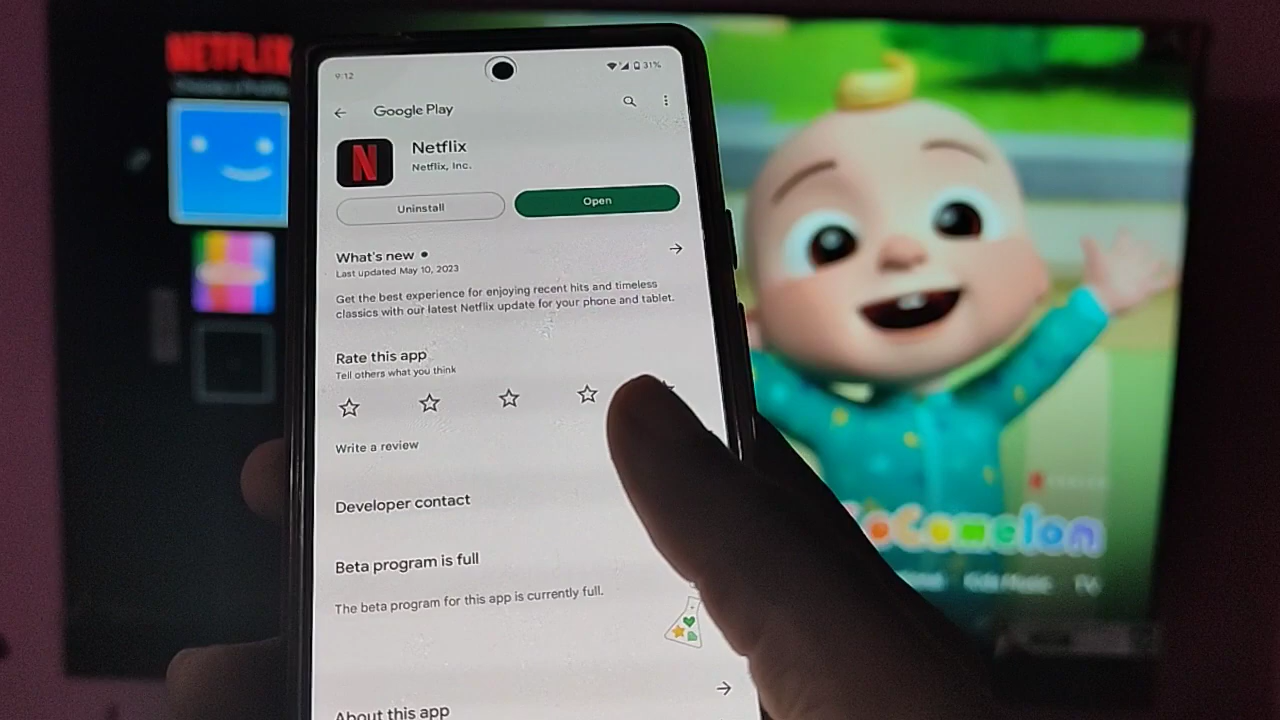 NETFLIX
9:12
31%
Google Play
N
Netflix
Netflix, Inc.
Uninstall
Open
What's new
Last updated May 10, 2023
Get the best experience for enjoying recent hits and timeless
classics with our latest Netflix update for your phone and tablet.
Rate this app
Tell others what you think
Write a review
Developer contact
Beta program is full
The beta program for this app is currently full.
About this app
CoComelon
Kids Music TV